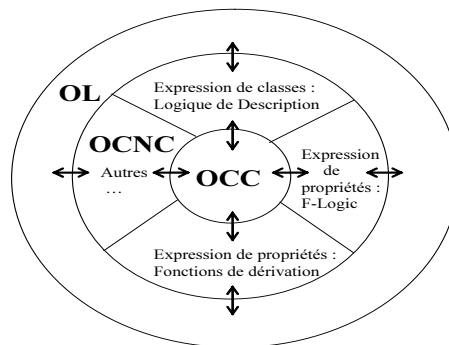 OL
Expression de classes :
Logique de Description
OCNC
Autres
…
OCC
Expression
de
propriétés :
F-Logic
Expression de propriétés :
Fonctions de dérivation